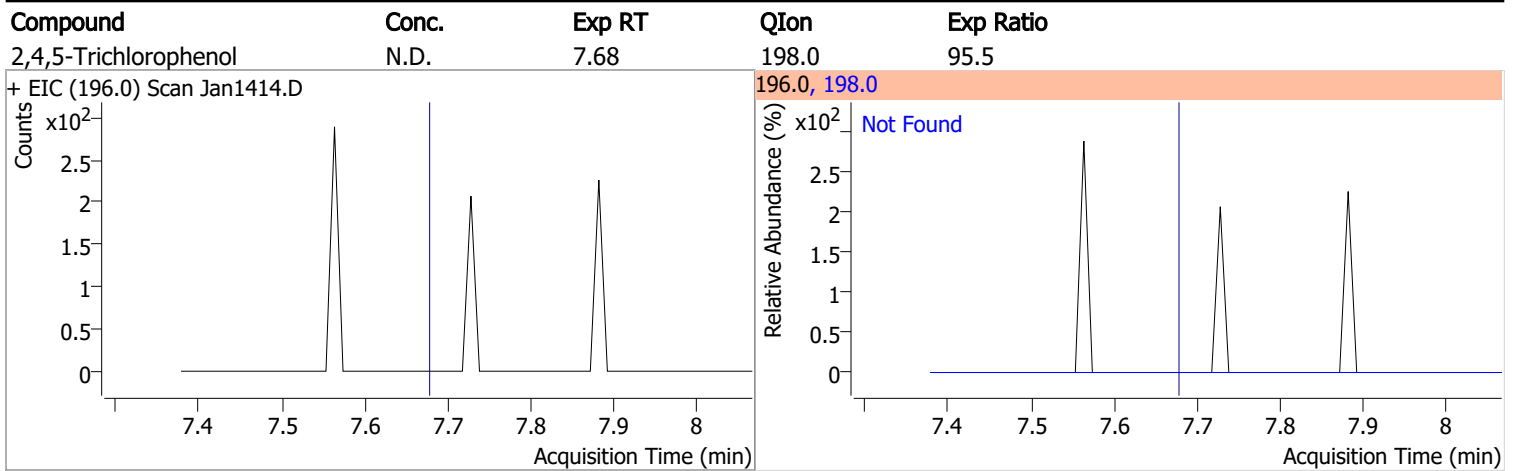 Compound Conc. Exp RT QIon Exp Ratio
2,4,5-Trichlorophenol N.D. 7.68 198.0 95.5
+ EIC (196.0) Scan Jan1414.D
Counts
x10²
2.5
2
1.5
1
0.5
0
7.4 7.5 7.6 7.7 7.8 7.9 8
Acquisition Time (min)
196.0, 198.0
Relative Abundance (%)
x10²
Not Found
2.5
2
1.5
1
0.5
0
7.4 7.5 7.6 7.7 7.8 7.9 8
Acquisition Time (min)